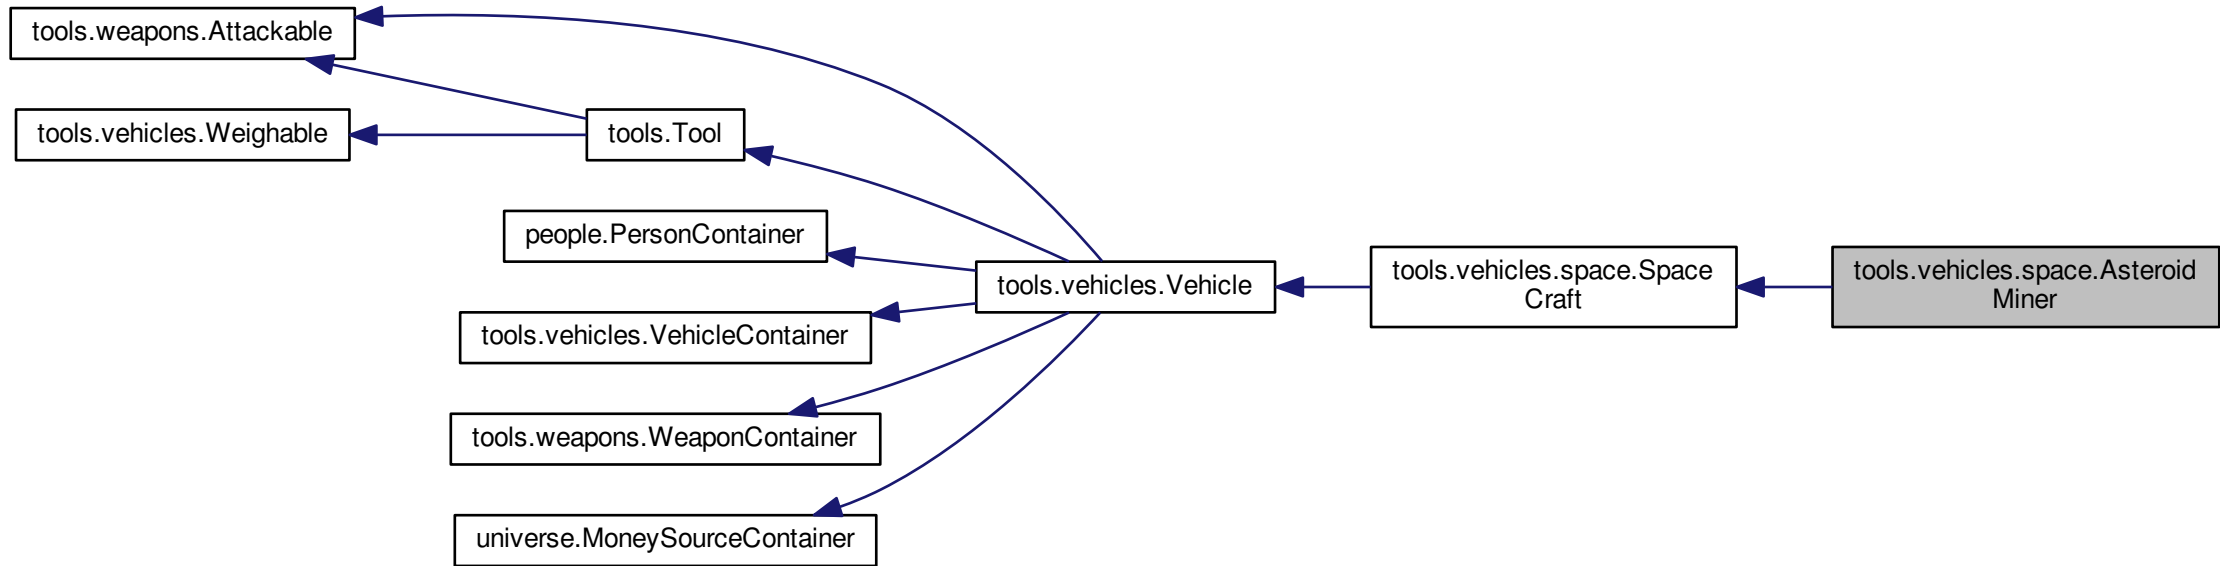 tools.weapons.Attackable
tools.vehicles.Weighable
tools.Tool
people.PersonContainer
tools.vehicles.VehicleContainer
tools.weapons.WeaponContainer
universe.MoneySourceContainer
tools.vehicles.Vehicle
tools.vehicles.space.Space
Craft
tools.vehicles.space.Asteroid
Miner